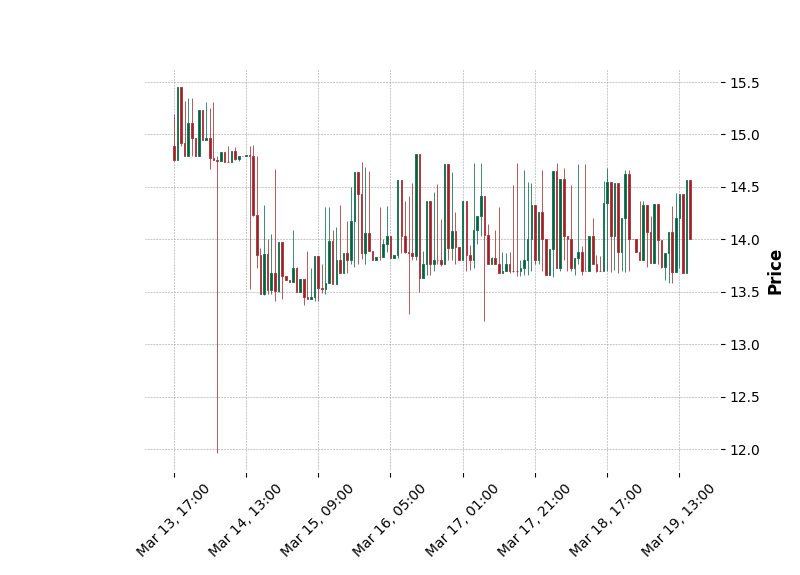 15.5
15.0
14.5
14.0
13.5
13.0
12.5
12.0
Price
Mar 13, 17:00
Mar 14, 13:00
Mar 15, 09:00
Mar 16, 05:00
Mar 17, 01:00
Mar 17, 21:00
Mar 18, 17:00
Mar 19, 13:00